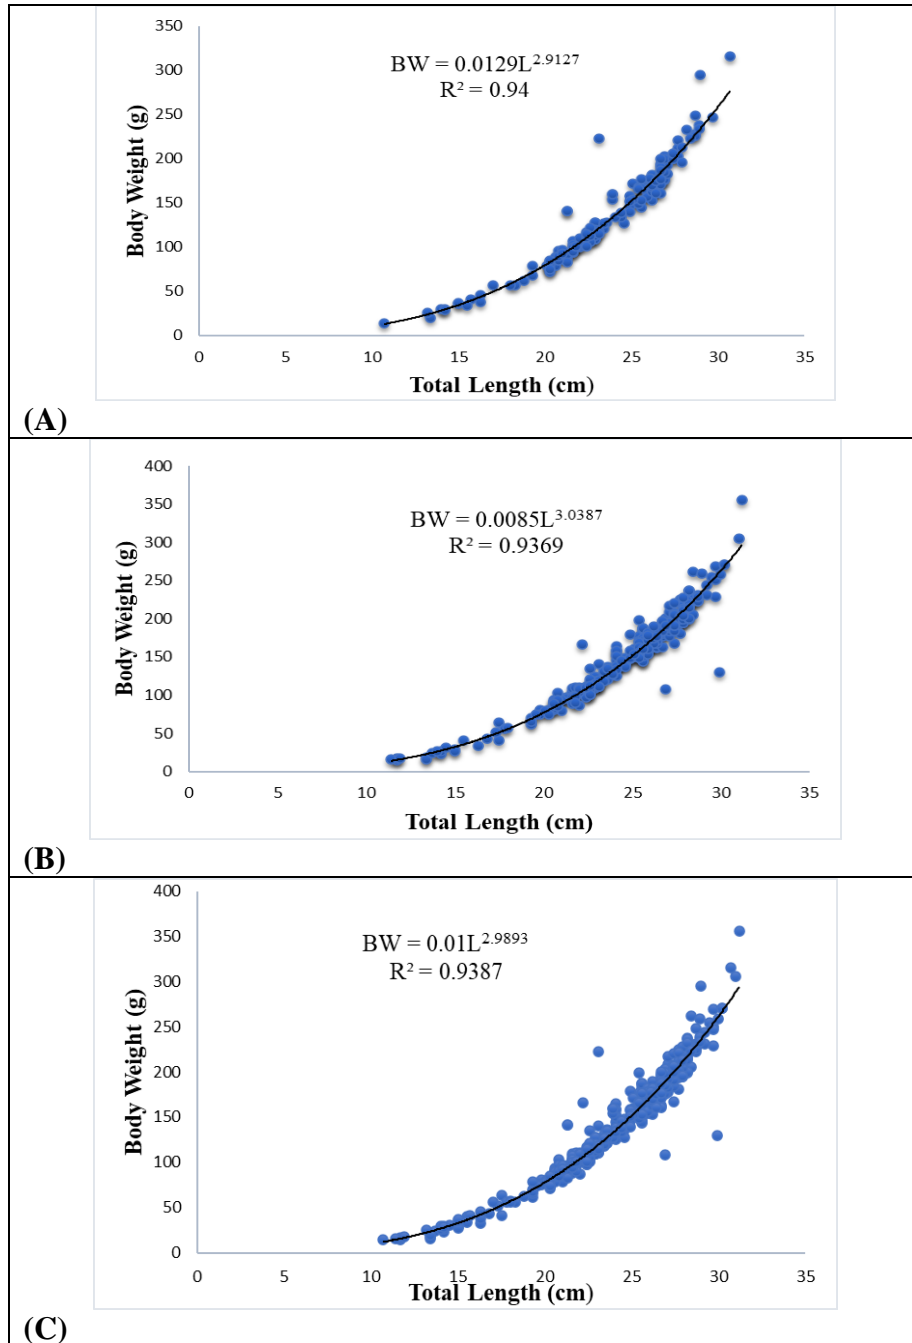 350
300
250
200
150
100
50
0
BW = 0.0129L^2.9127
R² = 0.94
Body Weight (g)
0 5 10 15 20 25 30 35
Total Length (cm)
(A)
400
350
300
250
200
150
100
50
0
BW = 0.0085L^3.0387
R² = 0.9369
Body Weight (g)
0 5 10 15 20 25 30 35
Total Length (cm)
(B)
400
350
300
250
200
150
100
50
0
BW = 0.01L^2.9893
R² = 0.9387
Body Weight (g)
0 5 10 15 20 25 30 35
Total Length (cm)
(C)